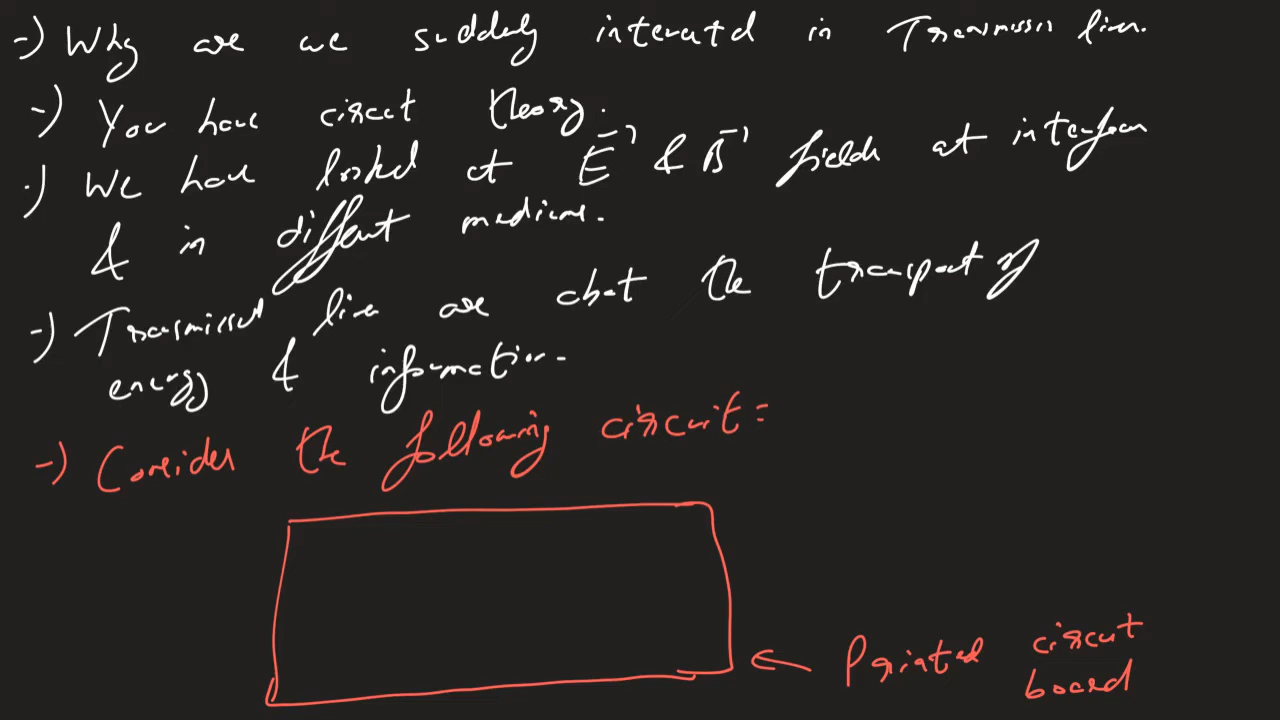 -) Why are we suddenly interested in Transmission lines.
-) You have circuit theory.
-) We have looked at E & B fields at interfaces
& in different mediums.
-) Transmission lines are about the transport of
energy & information.
-) Consider the following circuit =
← Printed circuit
board